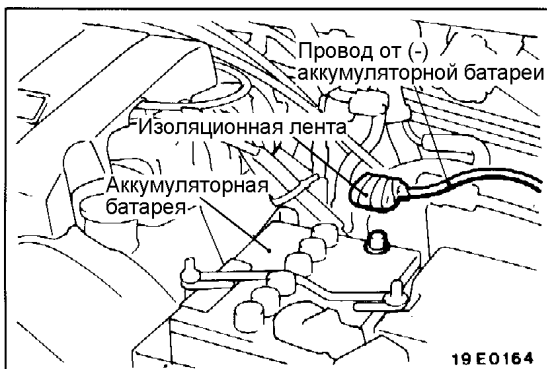 Провод от (-)
аккумуляторной батареи
Изоляционная лента
Аккумуляторная
батарея
19E0164